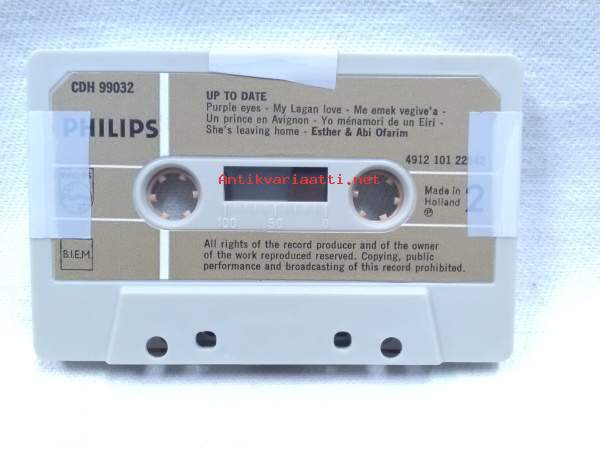 CDH 99032
UP TO DATE
Purple eyes - My Lagan love - Me emek vegive'a -
Un prince en Avignon - Yo ménamori de un Eiri -
She's leaving home - Esther & Abi Ofarim
PHILIPS
4912 101 22548
Antikvariaatti.net
Made in
Holland
℗
2
100 50 0
B.I.E.M.
All rights of the record producer and of the owner
of the work reproduced reserved. Copying, public
performance and broadcasting of this record prohibited.